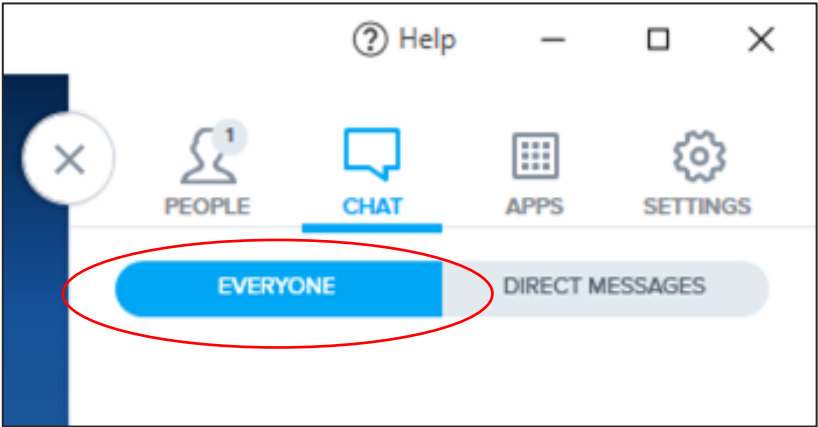 ? Help
1
PEOPLE CHAT APPS SETTINGS
EVERYONE DIRECT MESSAGES